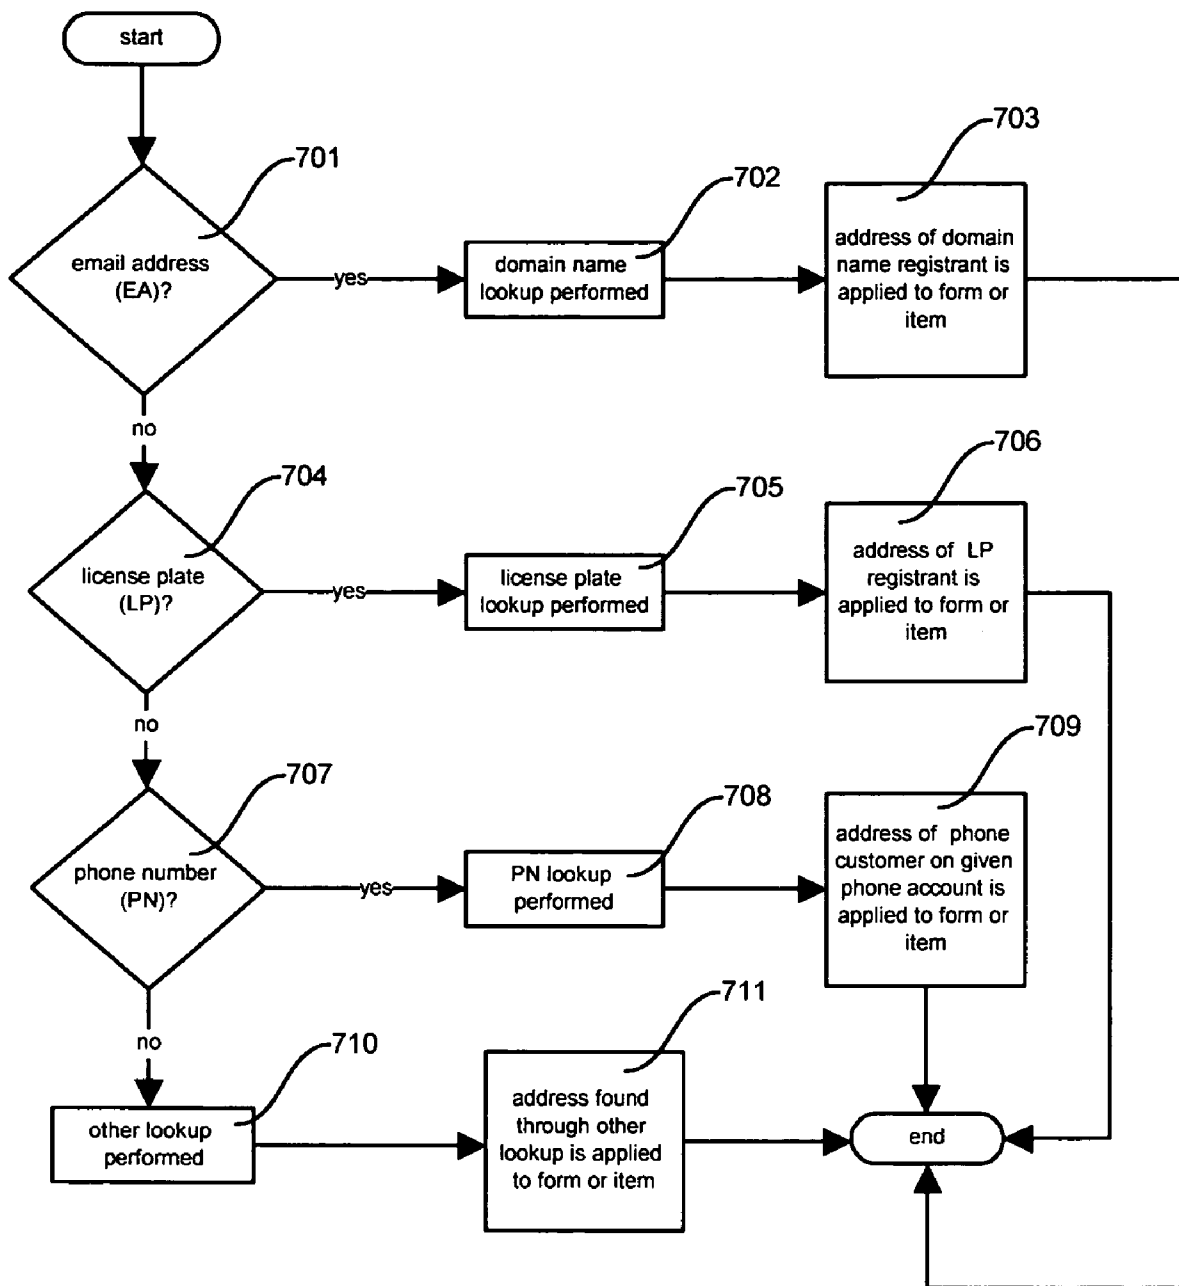 start
701
email address
(EA)?
yes
702
domain name
lookup performed
703
address of domain
name registrant is
applied to form or
item
no
704
license plate
(LP)?
yes
705
license plate
lookup performed
706
address of LP
registrant is
applied to form or
item
no
707
phone number
(PN)?
yes
708
PN lookup
performed
709
address of phone
customer on given
phone account is
applied to form or
item
no
710
other lookup
performed
711
address found
through other
lookup is applied
to form or item
end